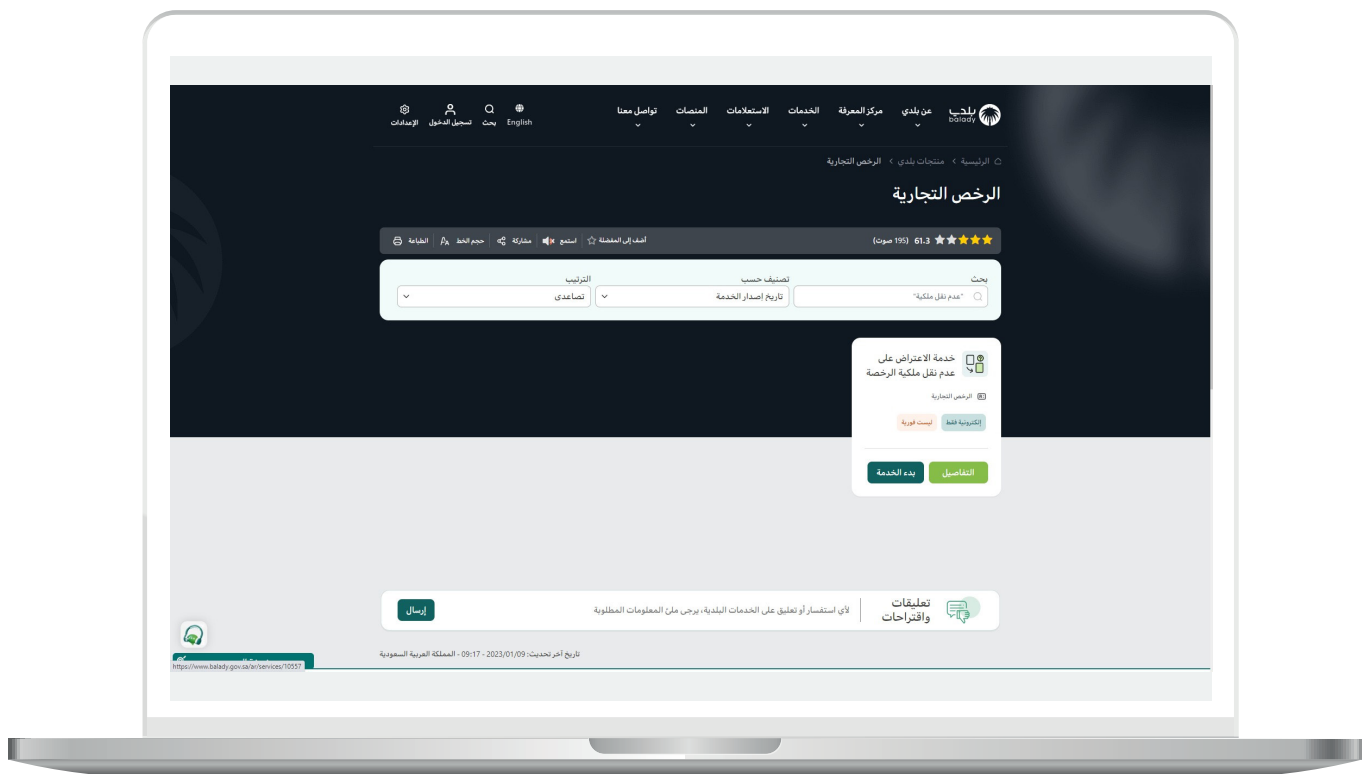 بلدي
balady
عن بلدي
مركز المعرفة
الخدمات
الاستعلامات
المنصات
تواصل معنا
English
بحث
تسجيل الدخول
الإعدادات
الرئيسية > منتجات بلدي > الرخص التجارية
الرخص التجارية
61.3 (195 صوت)
أضف إلى المفضلة
استمع
مشاركة
حجم الخط
الطباعة
بحث
تصنيف حسب
الترتيب
"عدم نقل ملكية"
تاريخ إصدار الخدمة
تصاعدي
خدمة الاعتراض على
عدم نقل ملكية الرخصة
الرخص التجارية
إلكترونية فقط
ليست فورية
التفاصيل
بدء الخدمة
تعليقات
واقتراحات
لأي استفسار أو تعليق على الخدمات البلدية، يرجى ملئ المعلومات المطلوبة
إرسال
تاريخ آخر تحديث: 2023/01/09 - 09:17 - المملكة العربية السعودية
https://www.balady.gov.sa/ar/services/10557